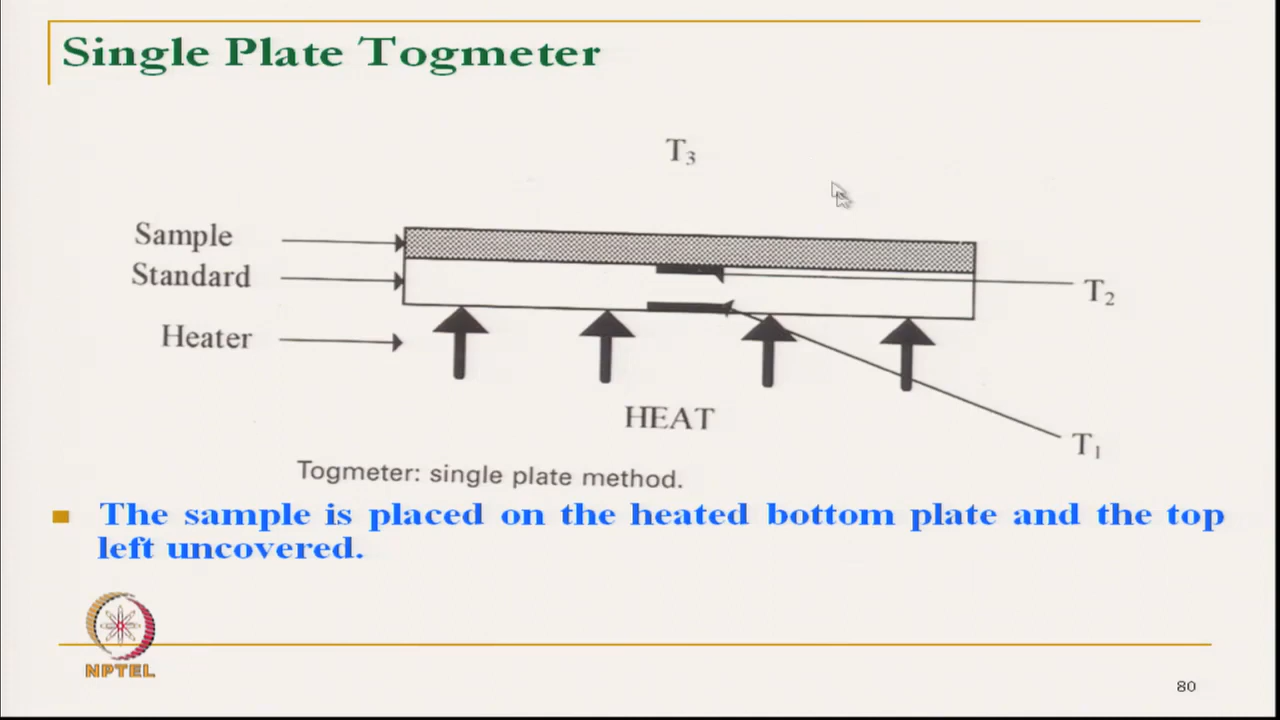 Single Plate Togmeter
T₃
Sample
Standard
T₂
Heater
HEAT
T₁
Togmeter: single plate method.
The sample is placed on the heated bottom plate and the top
left uncovered.
NPTEL
80